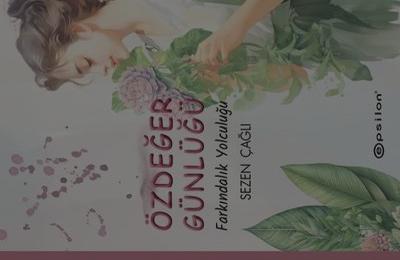 ÖZDEĞER
GÜNLÜĞÜ
Farkındalık Yolculuğu
SEZEN ÇAĞLI
epsilon